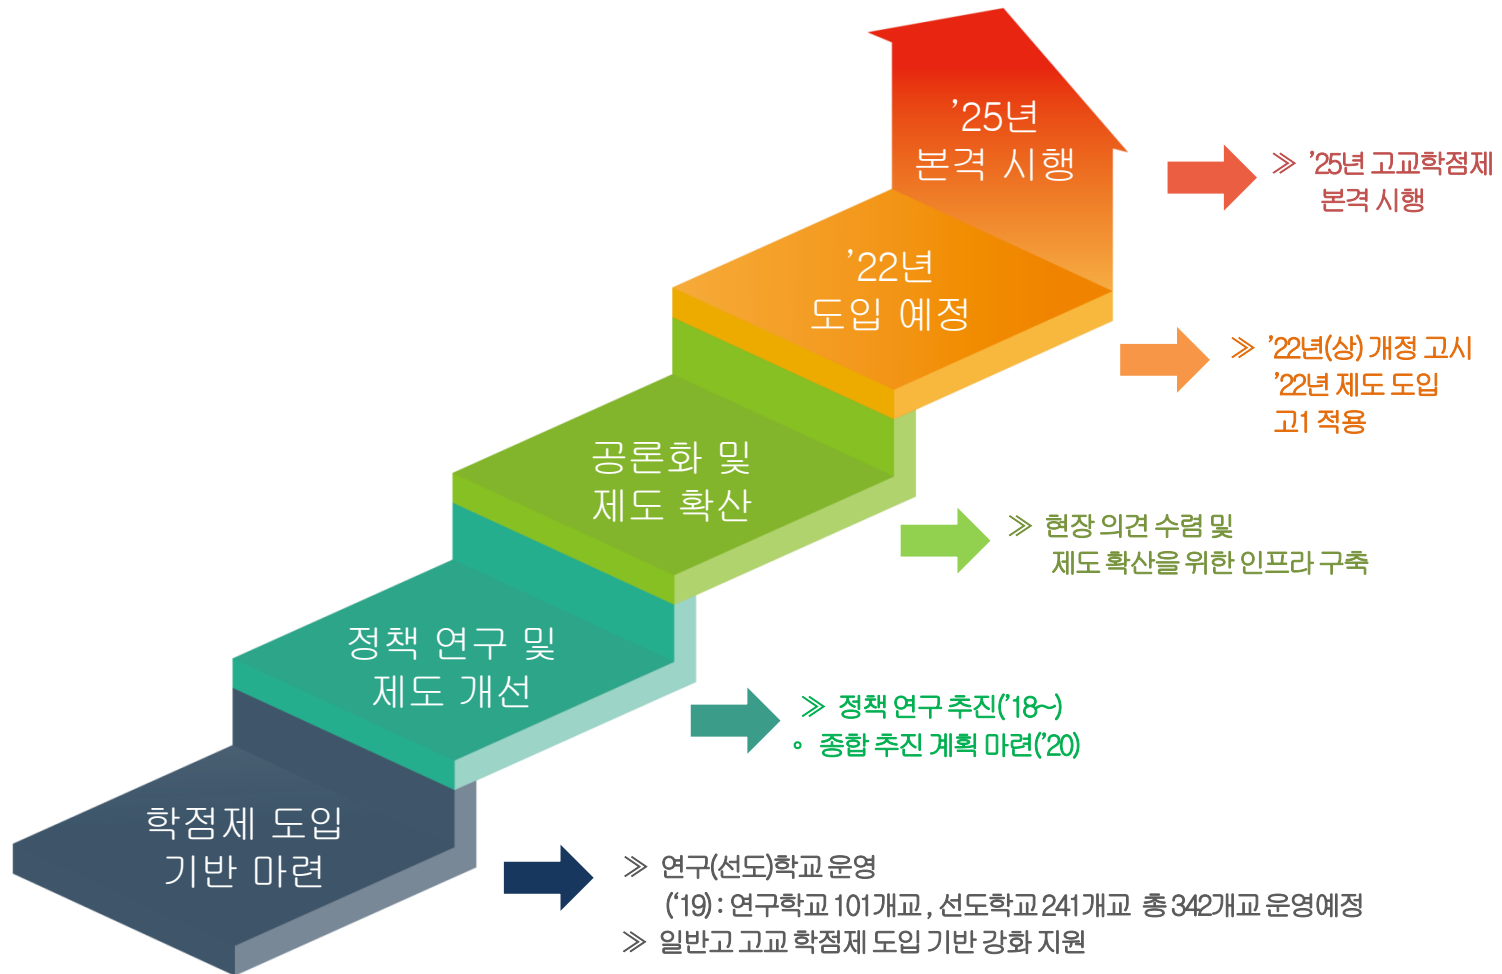 ’25년
본격 시행
≫ ’25년 고교학점제
본격 시행
’22년
도입 예정
≫ ’22년(상) 개정 고시
’22년 제도 도입
고1 적용
공론화 및
제도 확산
≫ 현장 의견 수렴 및
제도 확산을 위한 인프라 구축
정책 연구 및
제도 개선
≫ 정책 연구 추진(’18~)
∘ 종합 추진 계획 마련(’20)
학점제 도입
기반 마련
≫ 연구(선도)학교 운영
(‘19) : 연구학교 101개교 , 선도학교 241개교 총 342개교 운영예정
≫ 일반고 고교 학점제 도입 기반 강화 지원